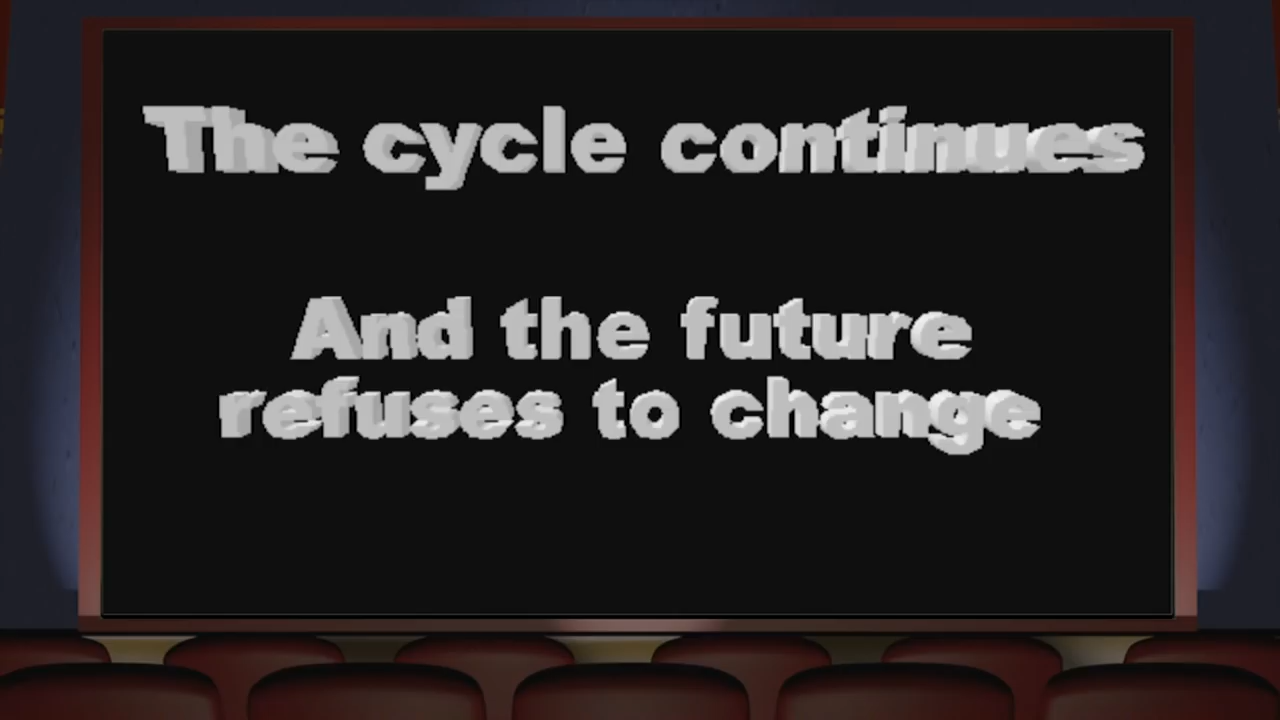 The cycle continues
And the future
refuses to change